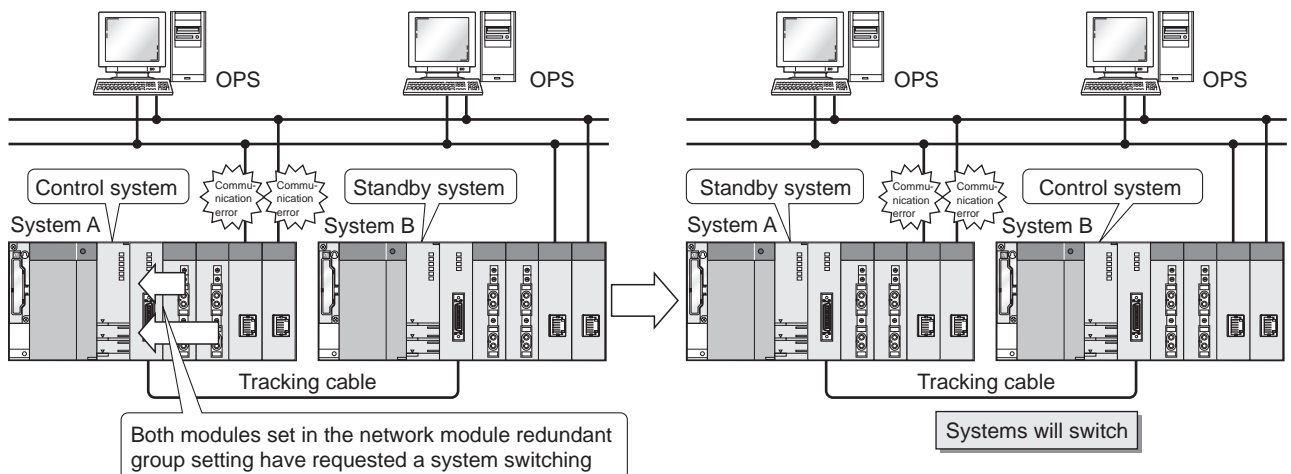 OPS
OPS
Control system
Commu-
nication
error
Commu-
nication
error
Standby system
System A
System B
Tracking cable
Both modules set in the network module redundant
group setting have requested a system switching
OPS
OPS
Standby system
Commu-
nication
error
Commu-
nication
error
Control system
System A
System B
Tracking cable
Systems will switch